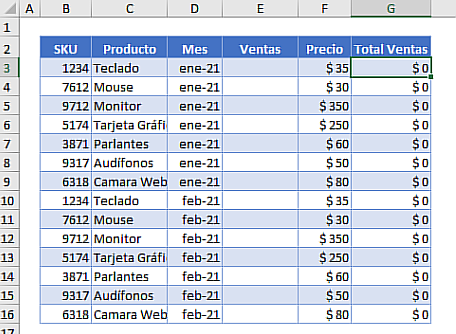 A B C D E F G
1
2 SKU Producto Mes Ventas Precio Total Ventas
3 1234 Teclado ene-21 $ 35 $ 0
4 7612 Mouse ene-21 $ 30 $ 0
5 9712 Monitor ene-21 $ 350 $ 0
6 5174 Tarjeta Gráfi ene-21 $ 250 $ 0
7 3871 Parlantes ene-21 $ 60 $ 0
8 9317 Audífonos ene-21 $ 50 $ 0
9 6318 Camara Web ene-21 $ 80 $ 0
10 1234 Teclado feb-21 $ 35 $ 0
11 7612 Mouse feb-21 $ 30 $ 0
12 9712 Monitor feb-21 $ 350 $ 0
13 5174 Tarjeta Gráfi feb-21 $ 250 $ 0
14 3871 Parlantes feb-21 $ 60 $ 0
15 9317 Audífonos feb-21 $ 50 $ 0
16 6318 Camara Web feb-21 $ 80 $ 0